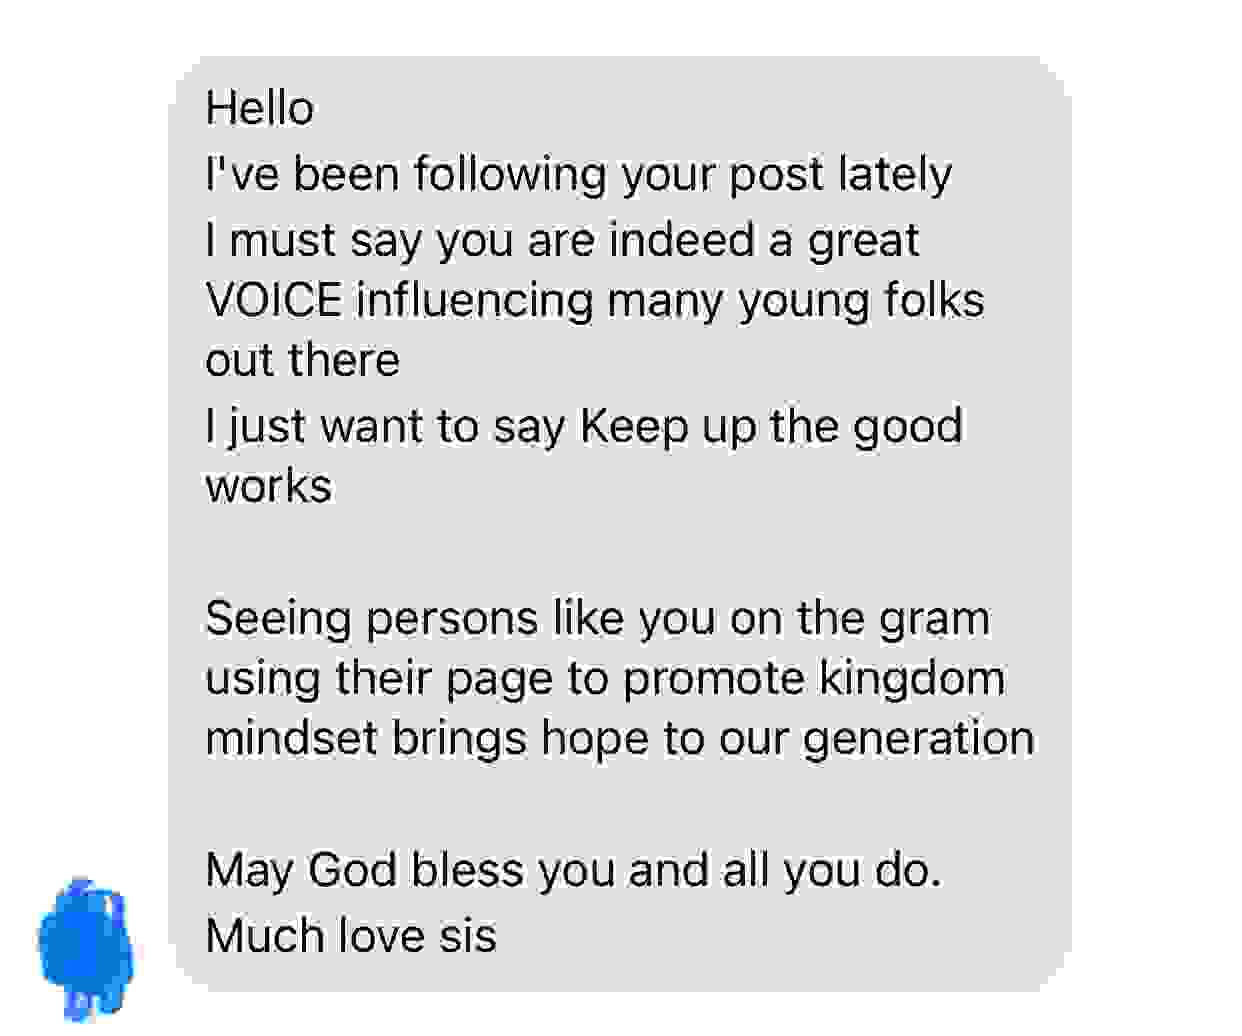 Hello
I've been following your post lately
I must say you are indeed a great
VOICE influencing many young folks
out there
I just want to say Keep up the good
works
Seeing persons like you on the gram
using their page to promote kingdom
mindset brings hope to our generation
May God bless you and all you do.
Much love sis